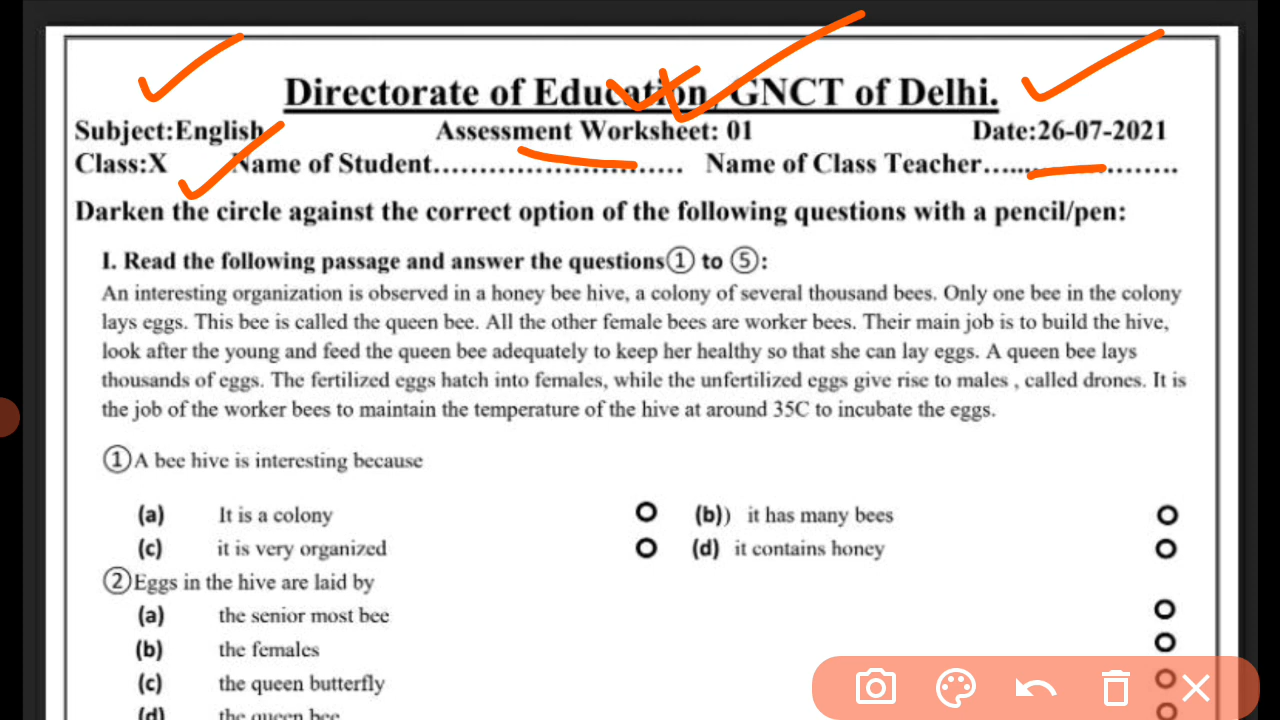 Directorate of Education, GNCT of Delhi.
Subject:English Assessment Worksheet: 01 Date:26-07-2021
Class:X Name of Student............................ Name of Class Teacher......................
Darken the circle against the correct option of the following questions with a pencil/pen:
I. Read the following passage and answer the questions① to ⑤:
An interesting organization is observed in a honey bee hive, a colony of several thousand bees. Only one bee in the colony
lays eggs. This bee is called the queen bee. All the other female bees are worker bees. Their main job is to build the hive,
look after the young and feed the queen bee adequately to keep her healthy so that she can lay eggs. A queen bee lays
thousands of eggs. The fertilized eggs hatch into females, while the unfertilized eggs give rise to males , called drones. It is
the job of the worker bees to maintain the temperature of the hive at around 35C to incubate the eggs.
①A bee hive is interesting because
(a) It is a colony (b)) it has many bees
(c) it is very organized (d) it contains honey
②Eggs in the hive are laid by
(a) the senior most bee
(b) the females
(c) the queen butterfly
(d) the queen bee